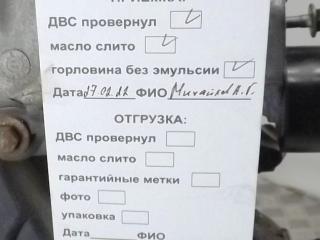 ДВС провернул
масло слито
горловина без эмульсии
Дата 27.02.22 ФИО
ОТГРУЗКА:
ДВС провернул
масло слито
гарантийные метки
фото
упаковка
Дата ФИО